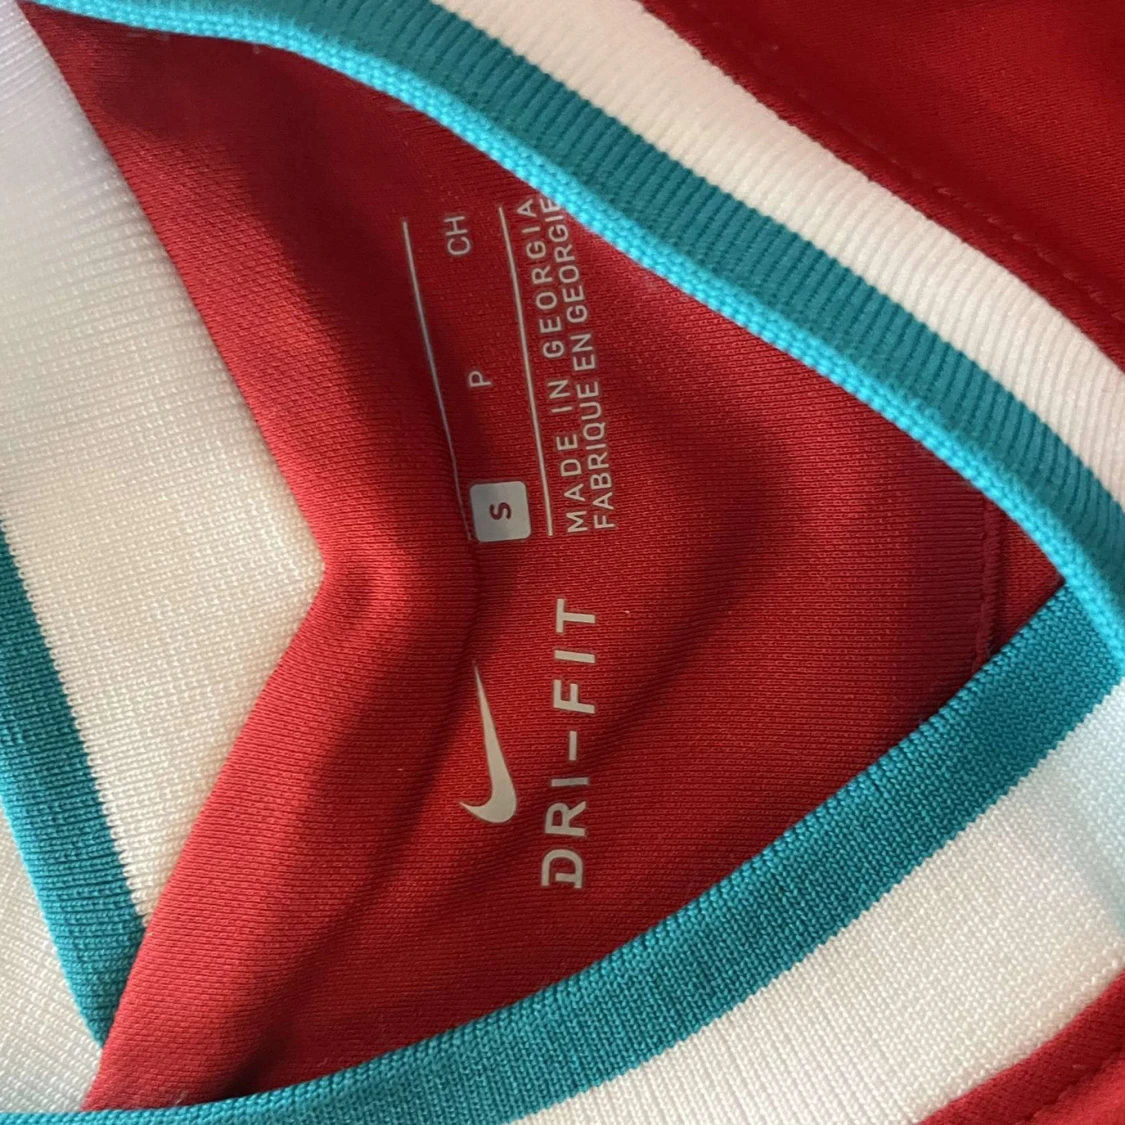 DRI-FIT
S P CH
MADE IN GEORGIA
FABRIQUE EN GEORGIE